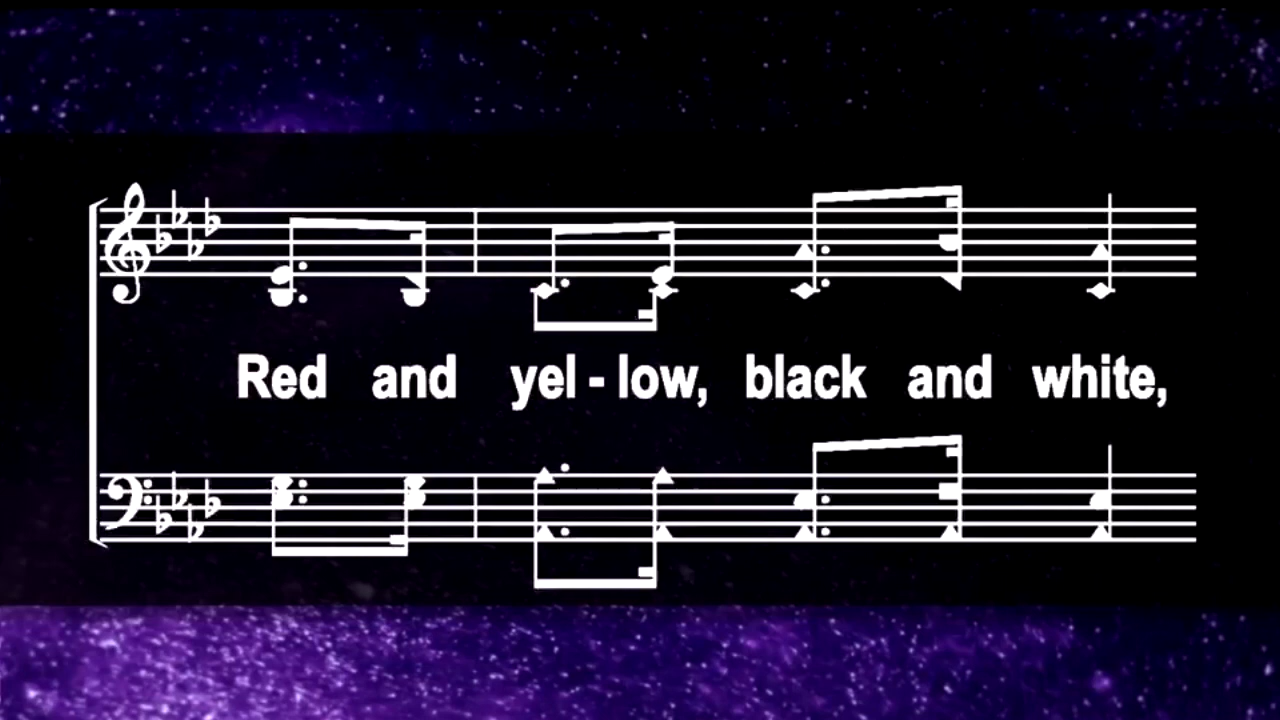 Red and yel - low, black and white,